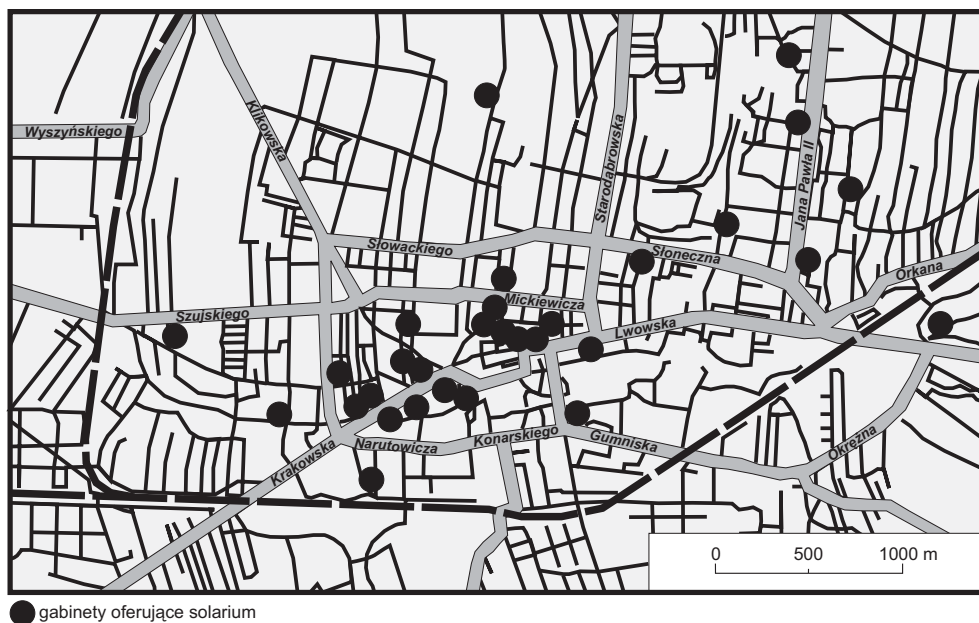 Wyszyńskiego
Klikowska
Starodąbrowska
Jana Pawła II
Słowackiego
Słoneczna
Orkana
Mickiewicza
Szujskiego
Lwowska
Krakowska
Narutowicza
Konarskiego
Gumniska
Okrężna
0 500 1000 m
gabinety oferujące solarium